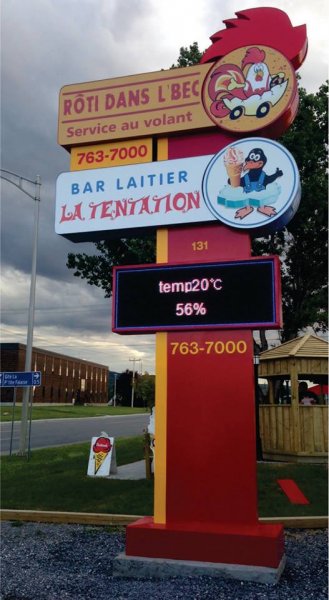 RÔTI DANS L'BEC
Service au volant
763-7000
BAR LAITIER
LA TENTATION
131
temp20°C
56%
763-7000